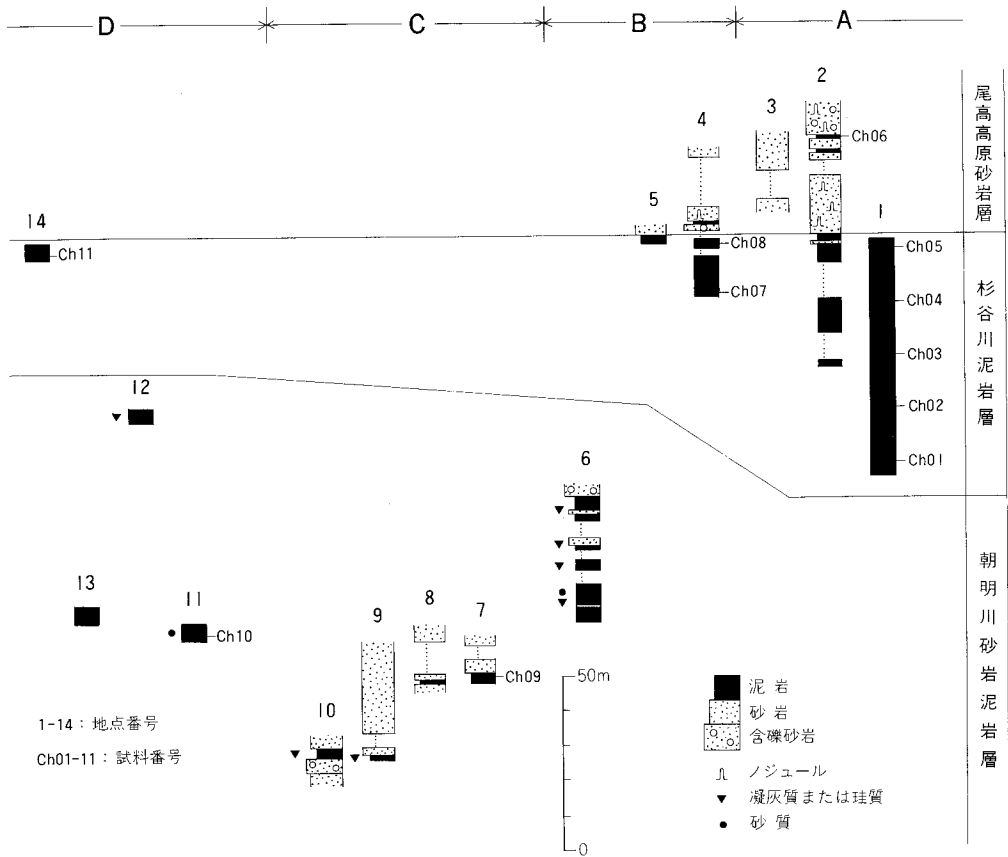 D C B A
2
3
4
Ch06
5
1
14
Ch05
Ch11
Ch08
Ch07
Ch04
Ch03
12
Ch02
Ch01
6
13
11
9
8
7
Ch10
Ch09
10
50m
0
尾高高原砂岩層
杉谷川泥岩層
朝明川砂岩泥岩層
1-14：地点番号
Ch01-11：試料番号
泥岩
砂岩
含礫砂岩
ノジュール
凝灰質または珪質
砂質